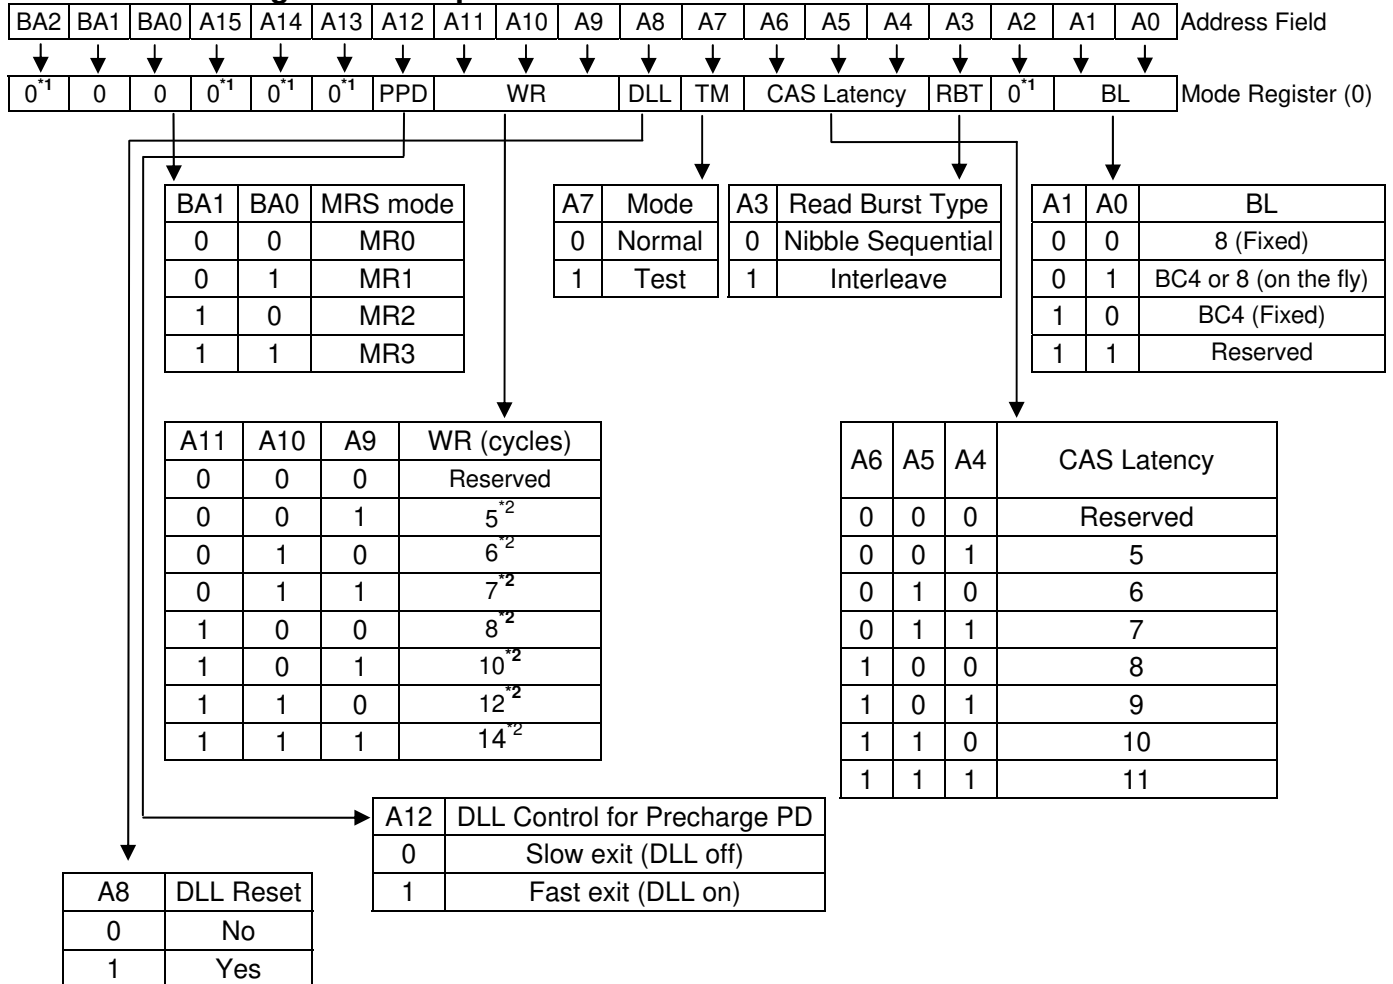 BA2 BA1 BA0 A15 A14 A13 A12 A11 A10 A9 A8 A7 A6 A5 A4 A3 A2 A1 A0 Address Field
0*1 0 0 0*1 0*1 0*1 PPD WR DLL TM CAS Latency RBT 0*1 BL Mode Register (0)
BA1 BA0 MRS mode
0 0 MR0
0 1 MR1
1 0 MR2
1 1 MR3
A7 Mode
0 Normal
1 Test
A3 Read Burst Type
0 Nibble Sequential
1 Interleave
A1 A0 BL
0 0 8 (Fixed)
0 1 BC4 or 8 (on the fly)
1 0 BC4 (Fixed)
1 1 Reserved
A11 A10 A9 WR (cycles)
0 0 0 Reserved
0 0 1 5*2
0 1 0 6*2
0 1 1 7*2
1 0 0 8*2
1 0 1 10*2
1 1 0 12*2
1 1 1 14*2
A6 A5 A4 CAS Latency
0 0 0 Reserved
0 0 1 5
0 1 0 6
0 1 1 7
1 0 0 8
1 0 1 9
1 1 0 10
1 1 1 11
A12 DLL Control for Precharge PD
0 Slow exit (DLL off)
1 Fast exit (DLL on)
A8 DLL Reset
0 No
1 Yes